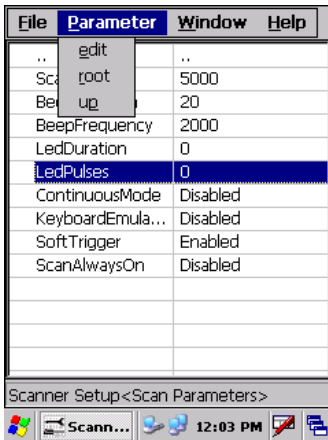 File Parameter Window Help
edit
root
up
.. ..
Sca 5000
Be 20
BeepFrequency 2000
LedDuration 0
LedPulses 0
ContinuousMode Disabled
KeyboardEmula... Disabled
SoftTrigger Enabled
ScanAlwaysOn Disabled
Scanner Setup<Scan Parameters>
Scann... 12:03 PM